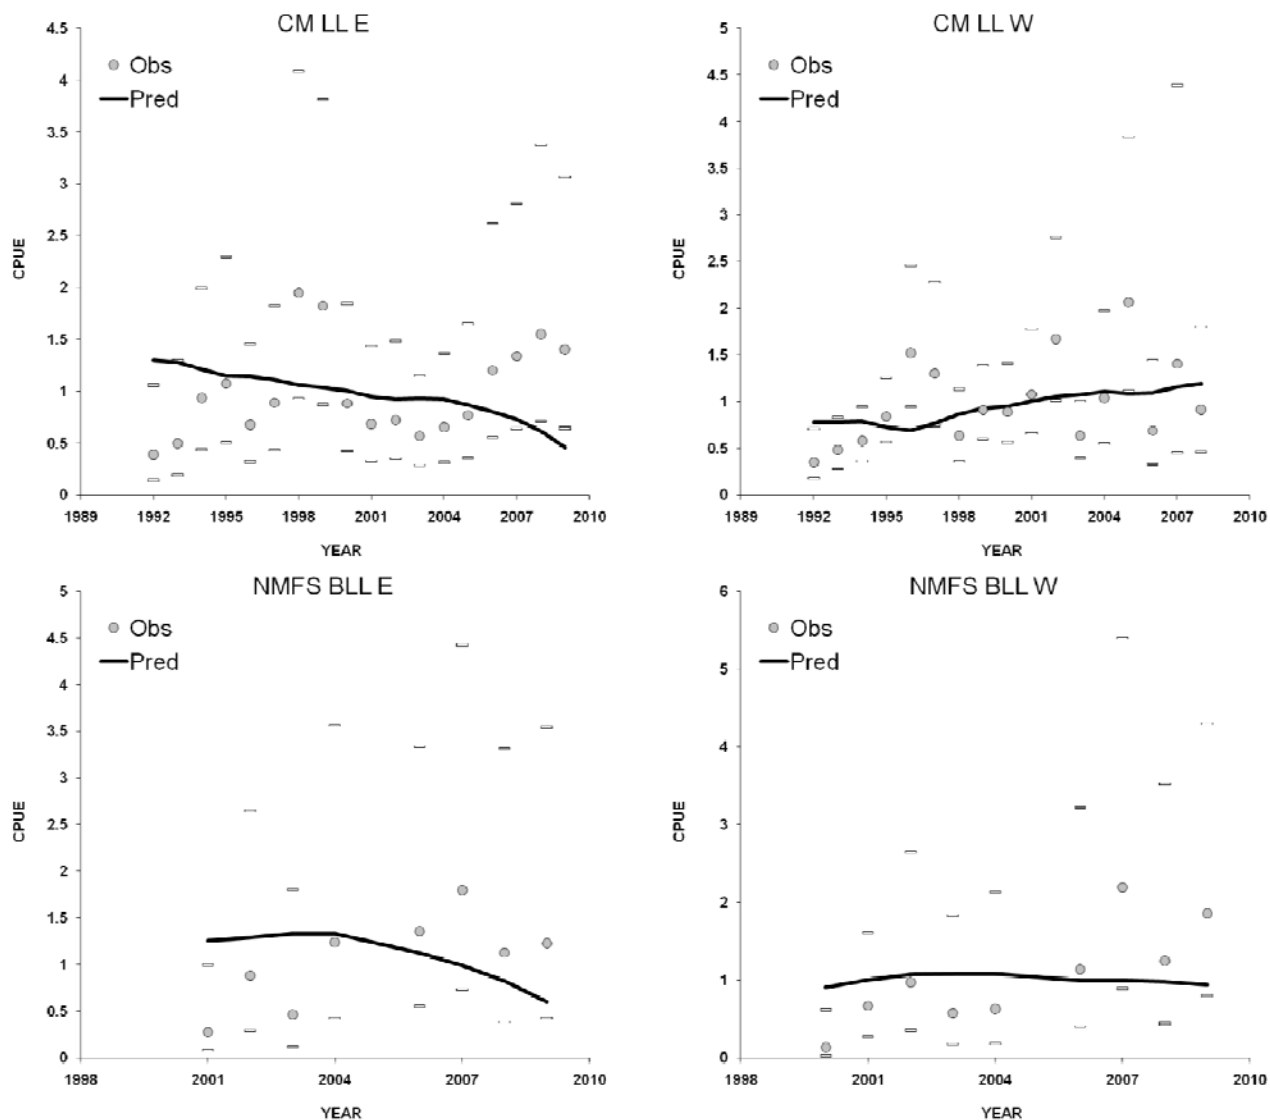 CM LL E
4.5
4
3.5
3
2.5
2
1.5
1
0.5
0
CPUE
Obs
Pred
1989 1992 1995 1998 2001 2004 2007 2010
YEAR
CM LL W
5
4.5
4
3.5
3
2.5
2
1.5
1
0.5
0
CPUE
Obs
Pred
1989 1992 1995 1998 2001 2004 2007 2010
YEAR
NMFS BLL E
5
4.5
4
3.5
3
2.5
2
1.5
1
0.5
0
CPUE
Obs
Pred
1998 2001 2004 2007 2010
YEAR
NMFS BLL W
6
5
4
3
2
1
0
CPUE
Obs
Pred
1998 2001 2004 2007 2010
YEAR